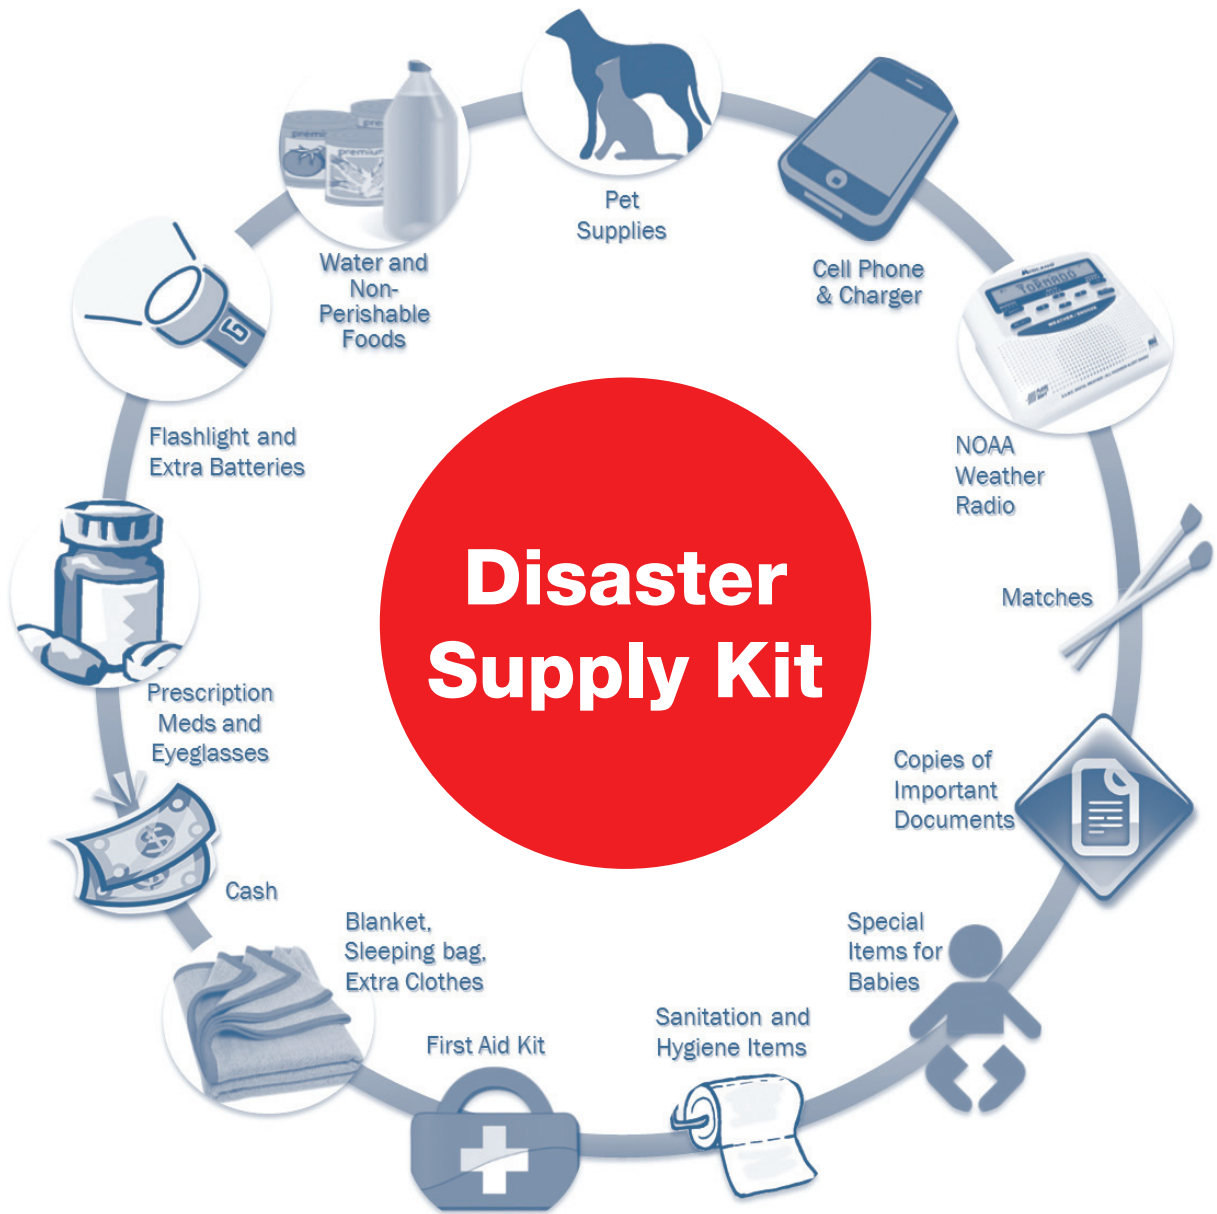 Pet
Supplies
Cell Phone
& Charger
TORNADO
NOAA
Weather
Radio
Matches
Copies of
Important
Documents
Special
Items for
Babies
Sanitation and
Hygiene Items
First Aid Kit
Blanket,
Sleeping bag,
Extra Clothes
Cash
Prescription
Meds and
Eyeglasses
Flashlight and
Extra Batteries
premium
Water and
Non-
Perishable
Foods
Disaster
Supply Kit